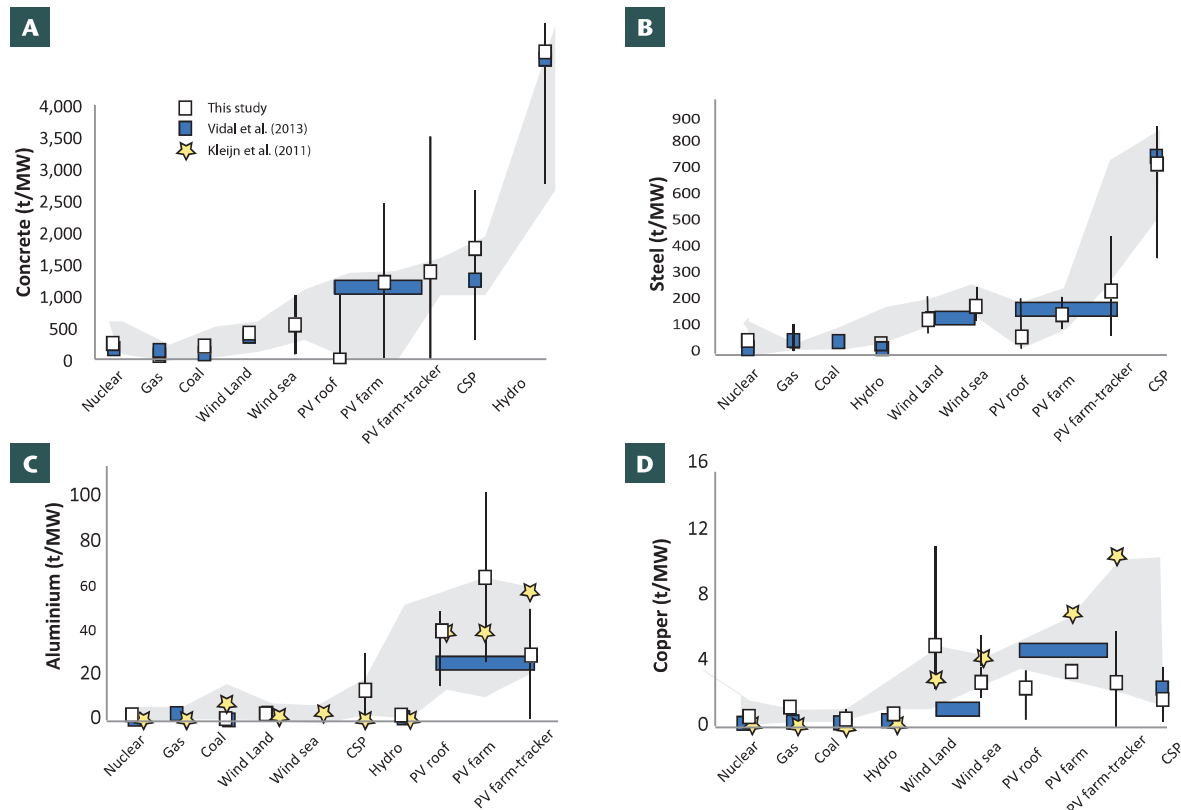 A
Concrete (t/MW)
4,000
3,500
3,000
2,500
2,000
1,500
1,000
500
0
This study
Vidal et al. (2013)
Kleijn et al. (2011)
Nuclear
Gas
Coal
Wind Land
Wind sea
PV roof
PV farm
PV farm-tracker
CSP
Hydro
B
Steel (t/MW)
900
800
700
600
500
400
300
200
100
0
Nuclear
Gas
Coal
Hydro
Wind Land
Wind sea
PV roof
PV farm
PV farm-tracker
CSP
C
Aluminium (t/MW)
100
80
60
40
20
0
Nuclear
Gas
Coal
Wind Land
Wind sea
CSP
Hydro
PV roof
PV farm
PV farm-tracker
D
Copper (t/MW)
16
12
8
4
0
Nuclear
Gas
Coal
Hydro
Wind Land
Wind sea
PV roof
PV farm
PV farm-tracker
CSP